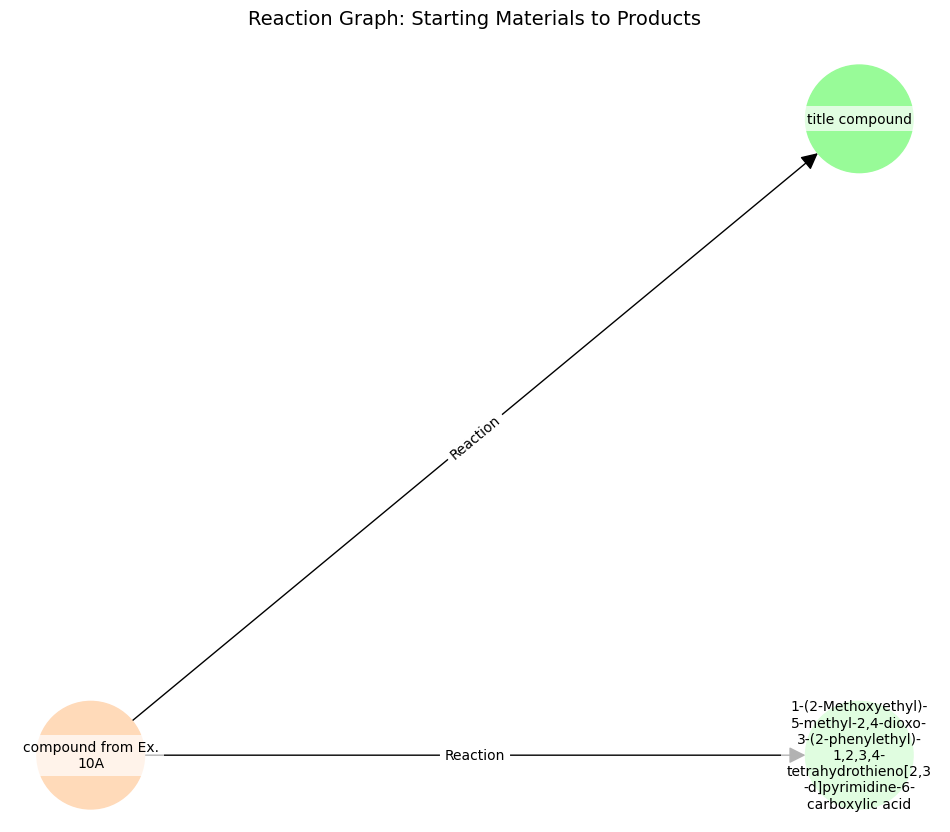 Reaction Graph: Starting Materials to Products
title compound
Reaction
compound from Ex.
10A
Reaction
1-(2-Methoxyethyl)-
5-methyl-2,4-dioxo-
3-(2-phenylethyl)-
1,2,3,4-
tetrahydrothieno[2,3
-d]pyrimidine-6-
carboxylic acid